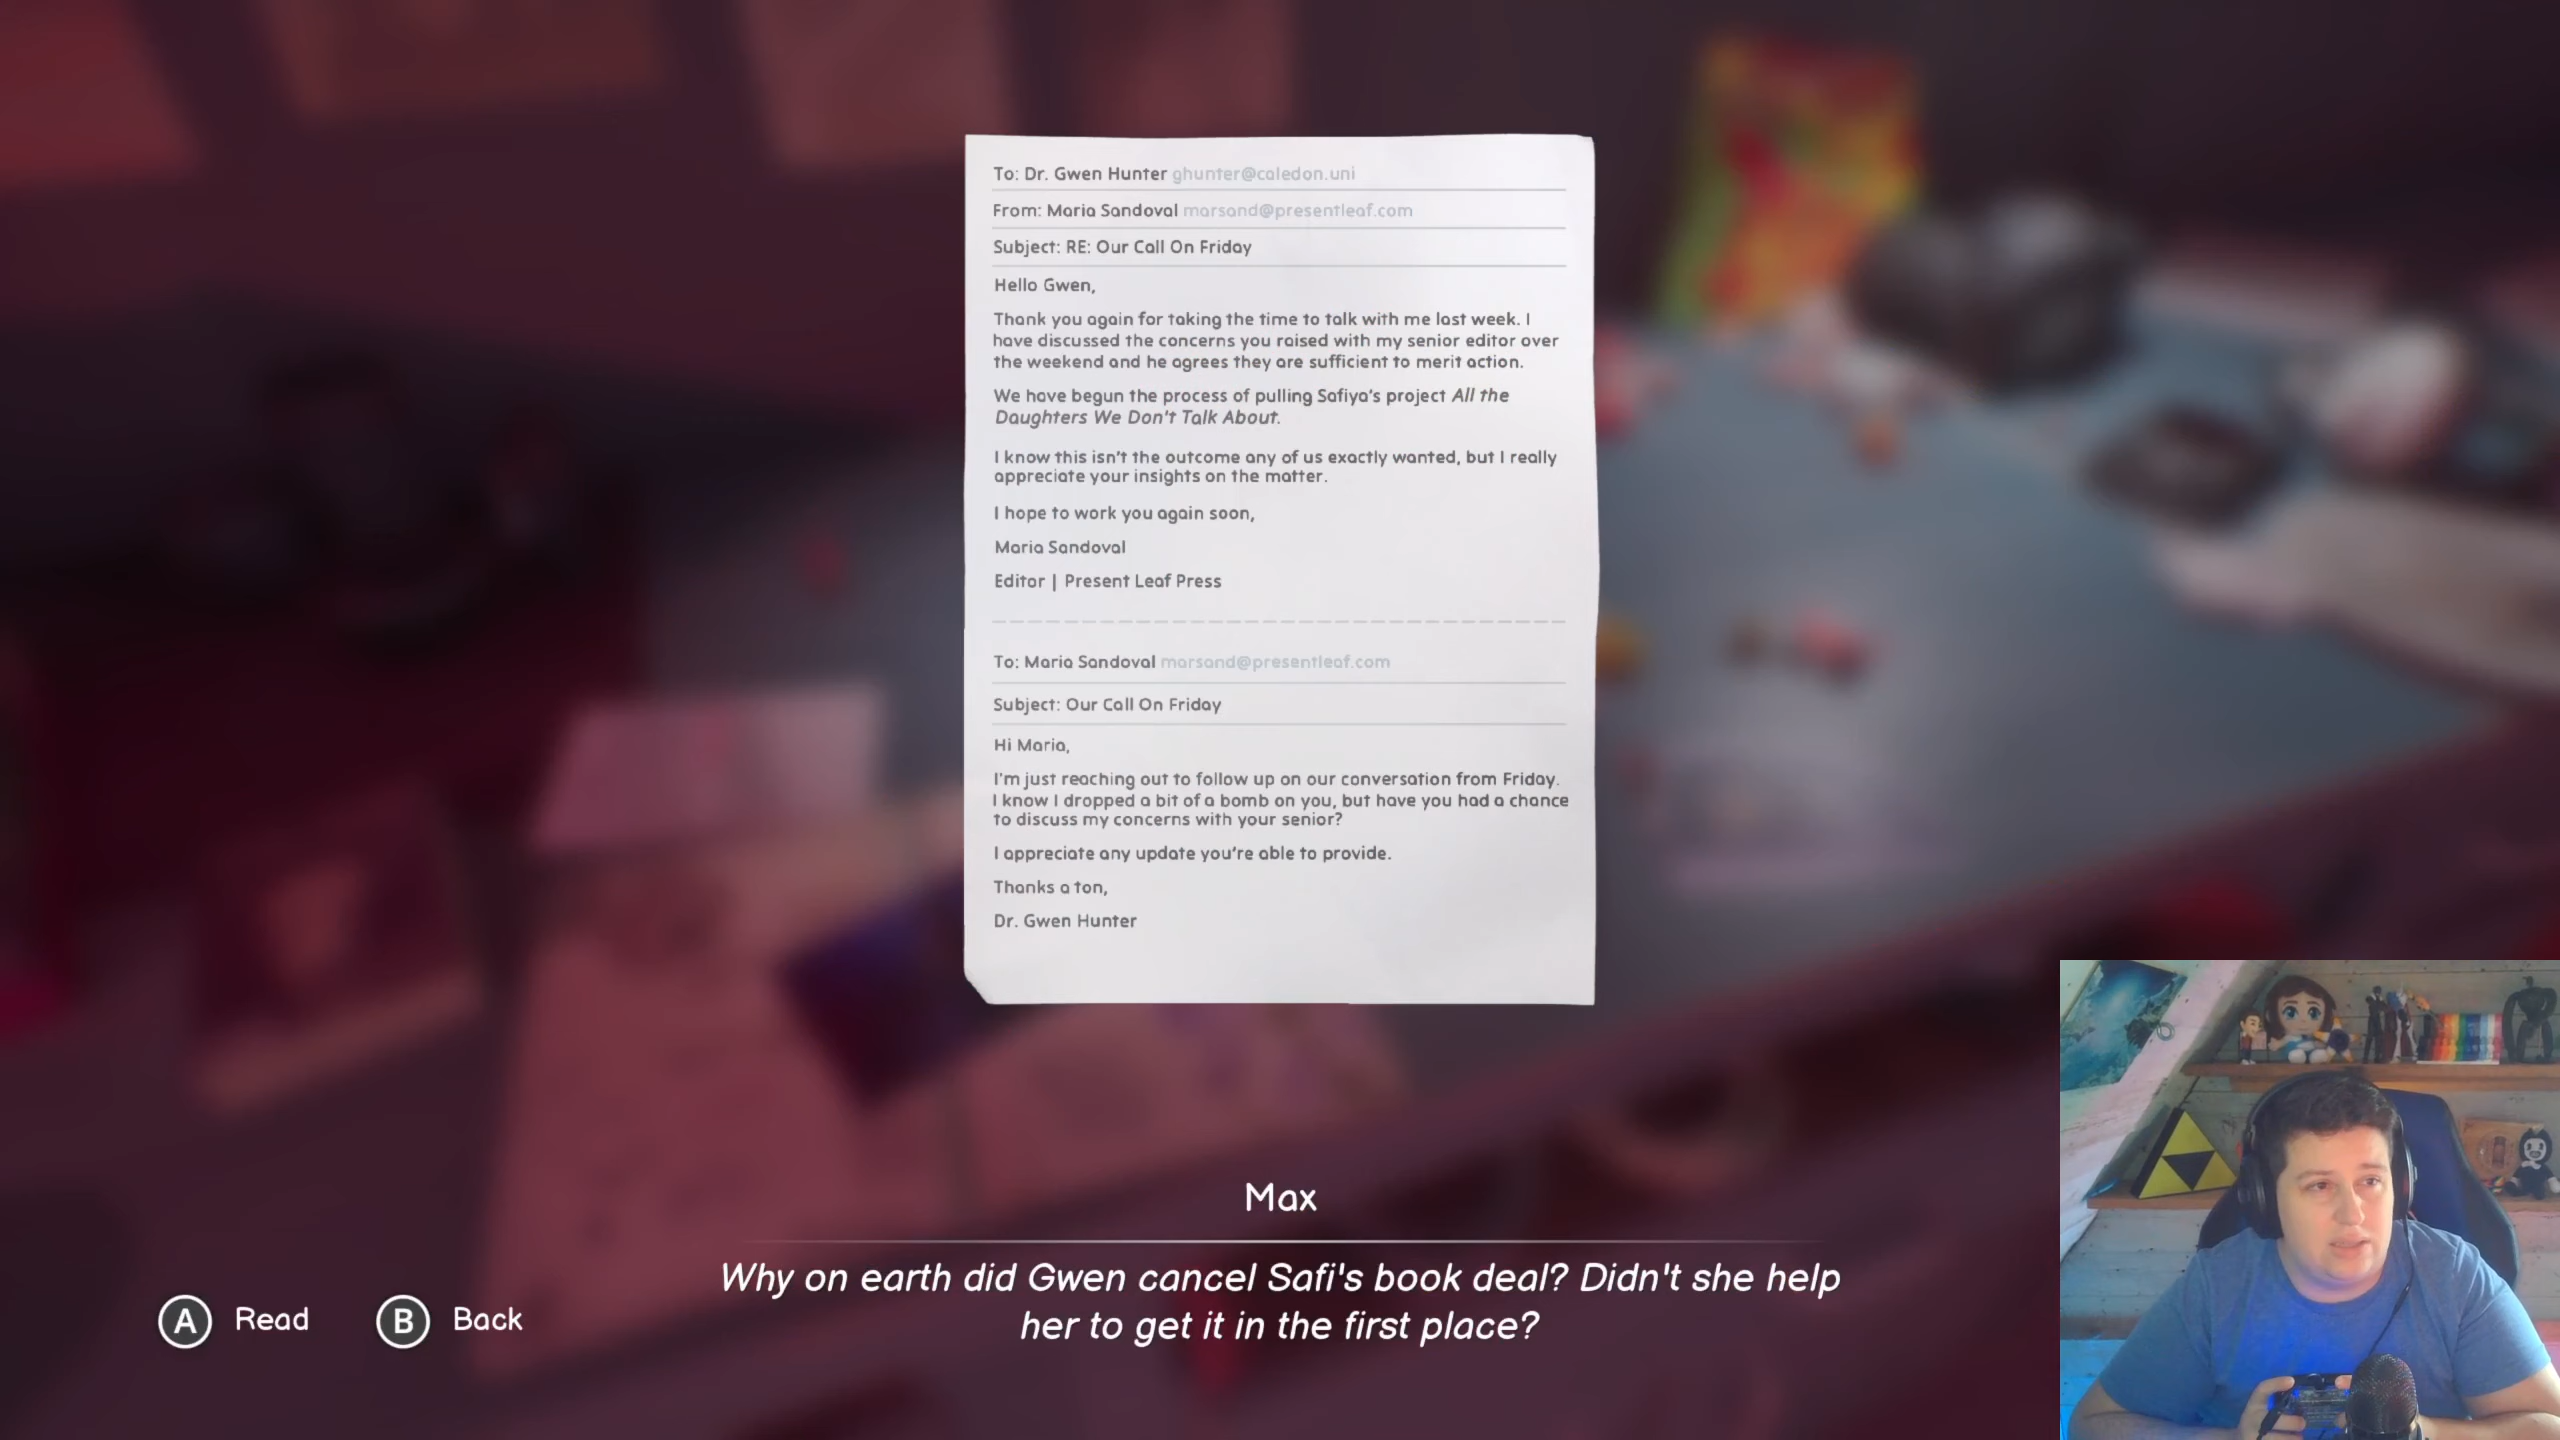 To: Dr. Gwen Hunter ghunter@caledon.uni
From: Maria Sandoval marsand@presentleaf.com
Subject: RE: Our Call On Friday
Hello Gwen,
Thank you again for taking the time to talk with me last week. I
have discussed the concerns you raised with my senior editor over
the weekend and he agrees they are sufficient to merit action.
We have begun the process of pulling Safiya's project All the
Daughters We Don't Talk About.
I know this isn't the outcome any of us exactly wanted, but I really
appreciate your insights on the matter.
I hope to work you again soon,
Maria Sandoval
Editor | Present Leaf Press
To: Maria Sandoval marsand@presentleaf.com
Subject: Our Call On Friday
Hi Maria,
I'm just reaching out to follow up on our conversation from Friday.
I know I dropped a bit of a bomb on you, but have you had a chance
to discuss my concerns with your senior?
I appreciate any update you're able to provide.
Thanks a ton,
Dr. Gwen Hunter
Max
Why on earth did Gwen cancel Safi's book deal? Didn't she help
her to get it in the first place?
A Read B Back